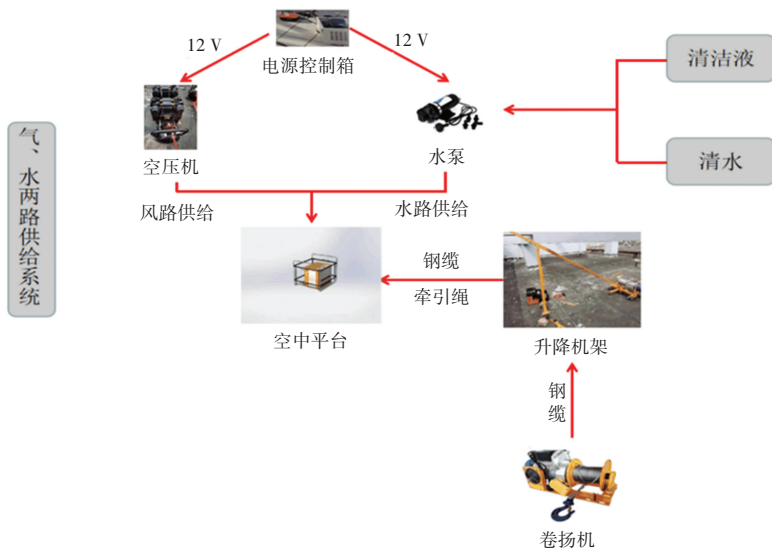 12 V
12 V
电源控制箱
清洁液
气、水两路供给系统
空压机
水泵
清水
风路供给
水路供给
钢缆
牵引绳
空中平台
升降机架
钢缆
卷扬机